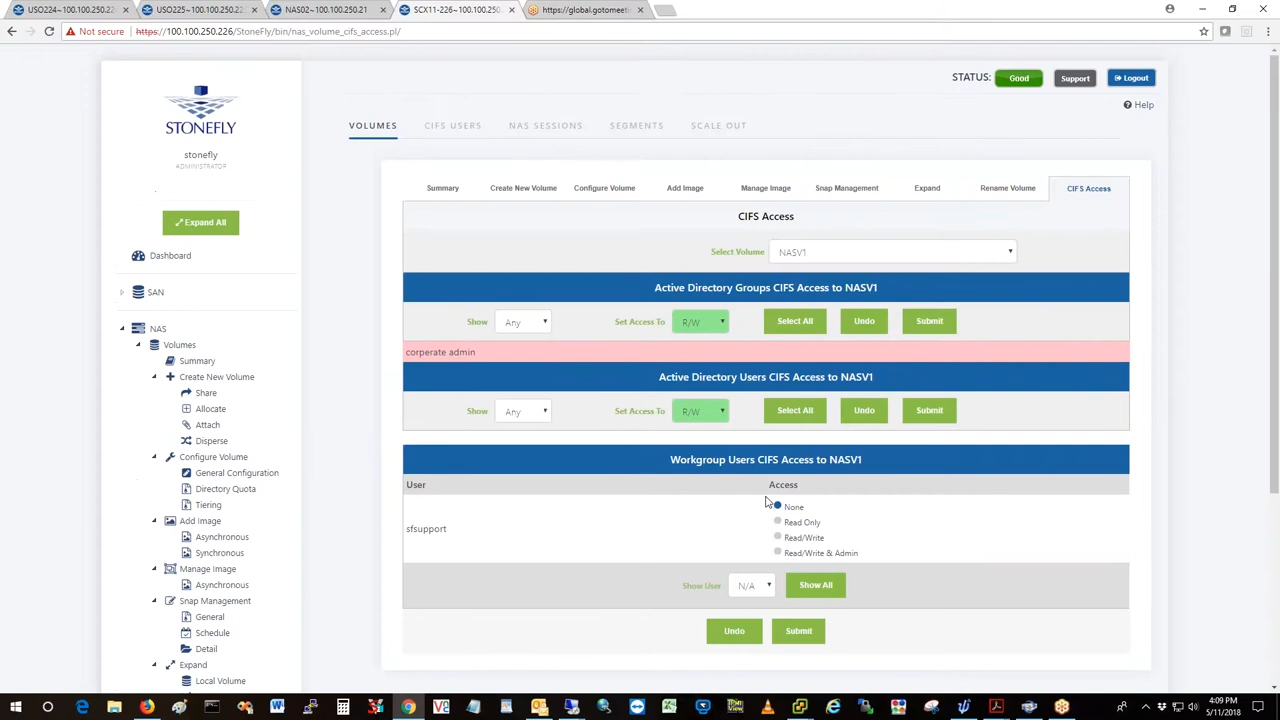 USO224~100.100.250.22
USO225~100.100.250.22
NAS02~100.100.250.21
SCX11-226~100.100.250.
https://global.gotomeeti
Not secure
https://100.100.250.226/StoneFly/bin/nas_volume_cifs_access.pl/
STATUS: Good Support Logout
Help
STONEFLY
stonefly
ADMINISTRATOR
Expand All
Dashboard
SAN
NAS
Volumes
Summary
Create New Volume
Share
Allocate
Attach
Disperse
Configure Volume
General Configuration
Directory Quota
Tiering
Add Image
Asynchronous
Synchronous
Manage Image
Asynchronous
Snap Management
General
Schedule
Detail
Expand
Local Volume
VOLUMES CIFS USERS NAS SESSIONS SEGMENTS SCALE OUT
Summary Create New Volume Configure Volume Add Image Manage Image Snap Management Expand Rename Volume CIFS Access
CIFS Access
Select Volume NASV1
Active Directory Groups CIFS Access to NASV1
Show Any Set Access To R/W Select All Undo Submit
corperate admin
Active Directory Users CIFS Access to NASV1
Show Any Set Access To R/W Select All Undo Submit
Workgroup Users CIFS Access to NASV1
User Access
sfsupport
None
Read Only
Read/Write
Read/Write & Admin
Show User N/A Show All
Undo Submit
4:09 PM
5/11/2018